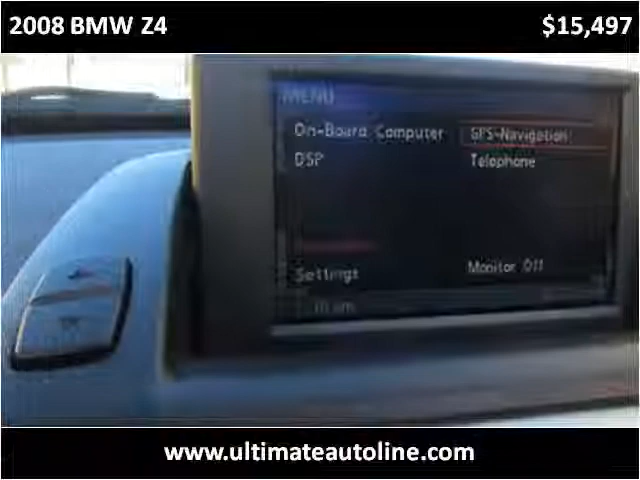 2008 BMW Z4 $15,497
MENU
On-Board Computer GPS-Navigation
DSP Telephone
Settings Monitor Off
www.ultimateautoline.com